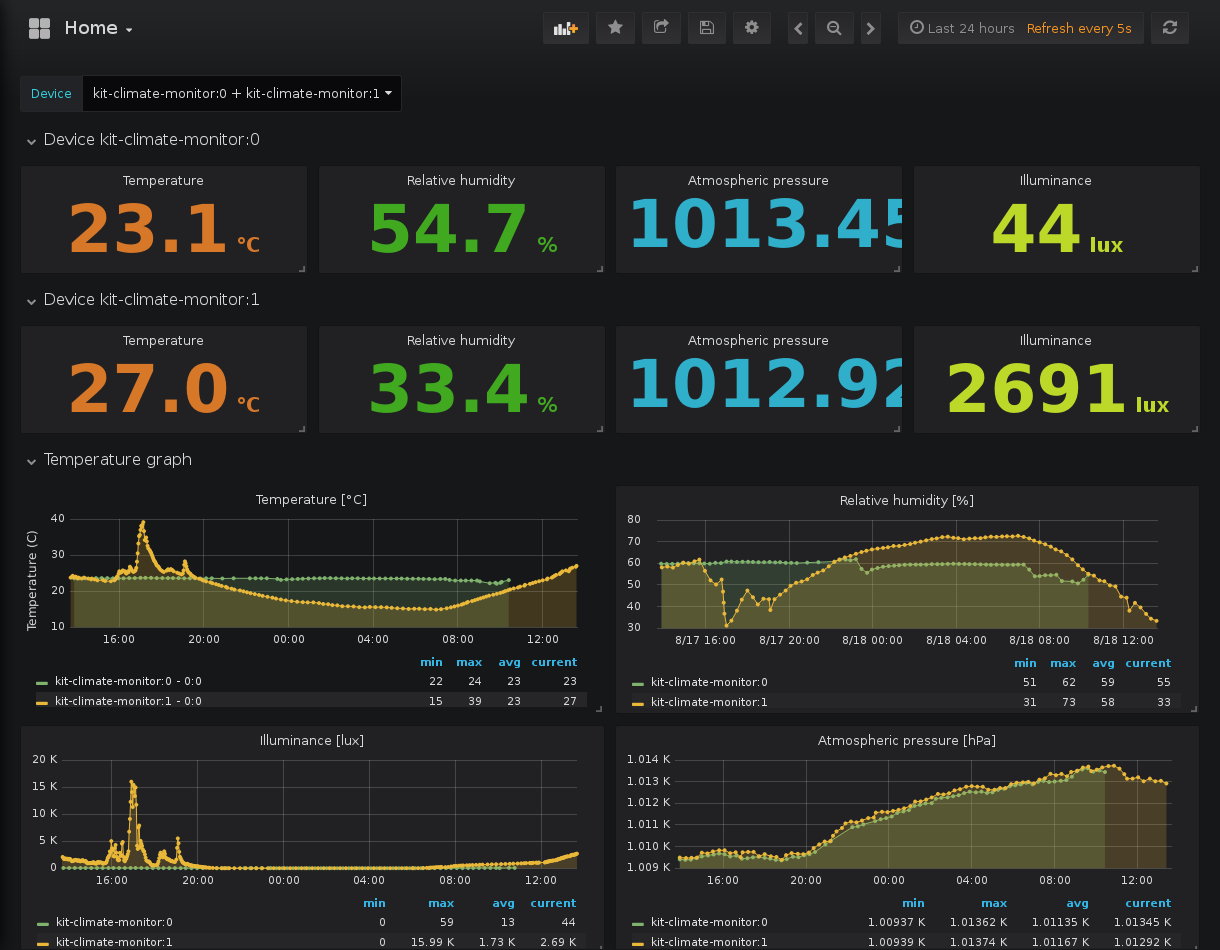 Home
Last 24 hours Refresh every 5s
Device kit-climate-monitor:0 + kit-climate-monitor:1
Device kit-climate-monitor:0
Temperature Relative humidity Atmospheric pressure Illuminance
23.1 °C 54.7 % 1013.45 44 lux
Device kit-climate-monitor:1
Temperature Relative humidity Atmospheric pressure Illuminance
27.0 °C 33.4 % 1012.92 2691 lux
Temperature graph
Temperature [°C]
Temperature (C)
40
30
20
10
16:00 20:00 00:00 04:00 08:00 12:00
min max avg current
kit-climate-monitor:0 - 0:0 22 24 23 23
kit-climate-monitor:1 - 0:0 15 39 23 27
Relative humidity [%]
80
70
60
50
40
30
8/17 16:00 8/17 20:00 8/18 00:00 8/18 04:00 8/18 08:00 8/18 12:00
min max avg current
kit-climate-monitor:0 51 62 59 55
kit-climate-monitor:1 31 73 58 33
Illuminance [lux]
20 K
15 K
10 K
5 K
0
16:00 20:00 00:00 04:00 08:00 12:00
min max avg current
kit-climate-monitor:0 0 59 13 44
kit-climate-monitor:1 0 15.99 K 1.73 K 2.69 K
Atmospheric pressure [hPa]
1.014 K
1.013 K
1.012 K
1.011 K
1.010 K
1.009 K
16:00 20:00 00:00 04:00 08:00 12:00
min max avg current
kit-climate-monitor:0 1.00937 K 1.01362 K 1.01135 K 1.01345 K
kit-climate-monitor:1 1.00939 K 1.01374 K 1.01167 K 1.01292 K